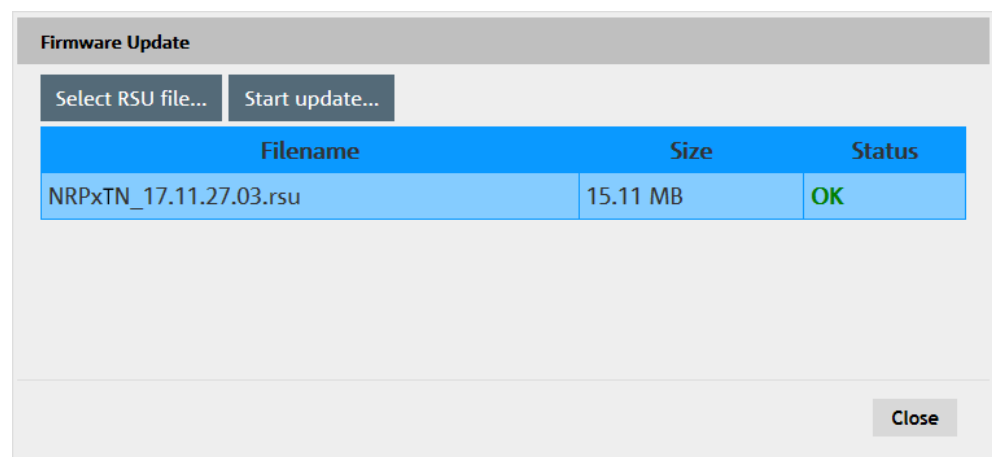 Firmware Update
Select RSU file... Start update...
Filename Size Status
NRPxTN_17.11.27.03.rsu 15.11 MB OK
Close